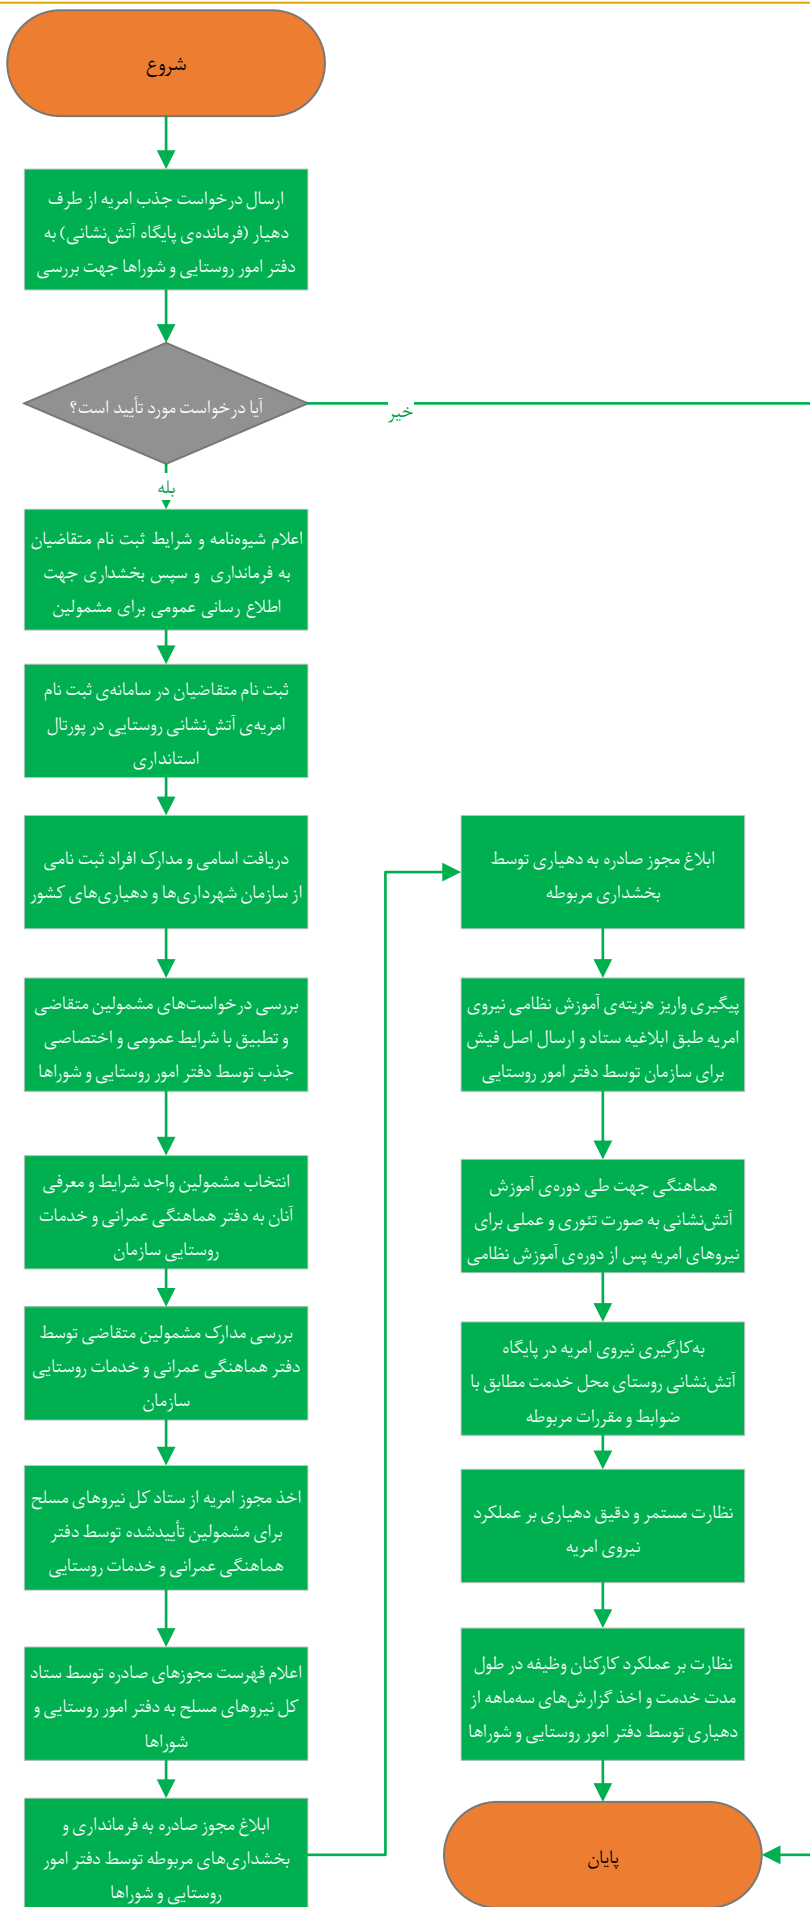 شروع
ارسال درخواست جذب امریه از طرف
دهیار (فرمانده‌ی پایگاه آتش‌نشانی) به
دفتر امور روستایی و شوراها جهت بررسی
آیا درخواست مورد تأیید است؟
خیر
بله
اعلام شیوه‌نامه و شرایط ثبت نام متقاضیان
به فرمانداری و سپس بخشداری جهت
اطلاع رسانی عمومی برای مشمولین
ثبت نام متقاضیان در سامانه‌ی ثبت نام
امریه‌ی آتش‌نشانی روستایی در پورتال
استانداری
دریافت اسامی و مدارک افراد ثبت نامی
از سازمان شهرداری‌ها و دهیاری‌های کشور
بررسی درخواست‌های مشمولین متقاضی
و تطبیق با شرایط عمومی و اختصاصی
جذب توسط دفتر امور روستایی و شوراها
انتخاب مشمولین واجد شرایط و معرفی
آنان به دفتر هماهنگی عمرانی و خدمات
روستایی سازمان
بررسی مدارک مشمولین متقاضی توسط
دفتر هماهنگی عمرانی و خدمات روستایی
سازمان
اخذ مجوز امریه از ستاد کل نیروهای مسلح
برای مشمولین تأییدشده توسط دفتر
هماهنگی عمرانی و خدمات روستایی
اعلام فهرست مجوزهای صادره توسط ستاد
کل نیروهای مسلح به دفتر امور روستایی و
شوراها
ابلاغ مجوز صادره به فرمانداری و
بخشداری‌های مربوطه توسط دفتر امور
روستایی و شوراها
ابلاغ مجوز صادره به دهیاری توسط
بخشداری مربوطه
پیگیری واریز هزینه‌ی آموزش نظامی نیروی
امریه طبق ابلاغیه ستاد و ارسال اصل فیش
برای سازمان توسط دفتر امور روستایی
هماهنگی جهت طی دوره‌ی آموزش
آتش‌نشانی به صورت تئوری و عملی برای
نیروهای امریه پس از دوره‌ی آموزش نظامی
به‌کارگیری نیروی امریه در پایگاه
آتش‌نشانی روستای محل خدمت مطابق با
ضوابط و مقررات مربوطه
نظارت مستمر و دقیق دهیاری بر عملکرد
نیروی امریه
نظارت بر عملکرد کارکنان وظیفه در طول
مدت خدمت و اخذ گزارش‌های سه‌ماهه از
دهیاری توسط دفتر امور روستایی و شوراها
پایان